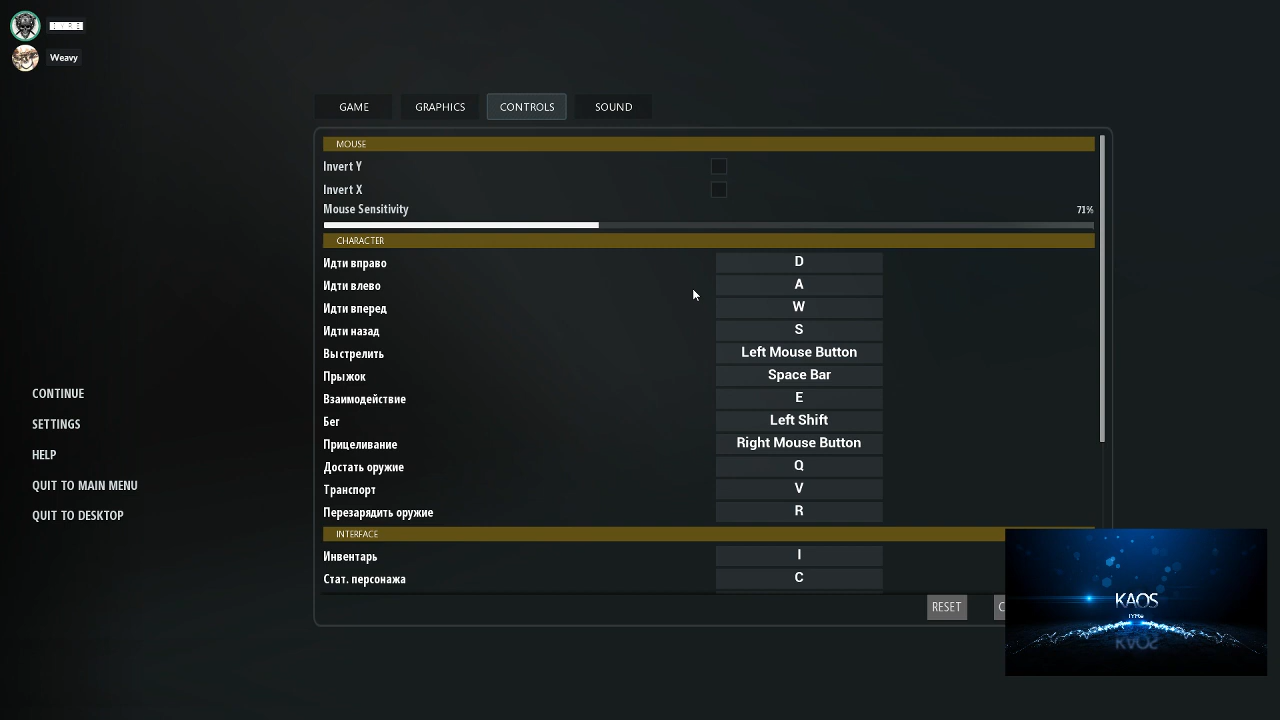 Weavy
GAME
GRAPHICS
CONTROLS
SOUND
MOUSE
Invert Y
Invert X
Mouse Sensitivity 71%
CHARACTER
Идти вправо D
Идти влево A
Идти вперед W
Идти назад S
Выстрелить Left Mouse Button
Прыжок Space Bar
Взаимодействие E
Бег Left Shift
Прицеливание Right Mouse Button
Достать оружие Q
Транспорт V
Перезарядить оружие R
INTERFACE
Инвентарь I
Стат. персонажа C
RESET
CONTINUE
SETTINGS
HELP
QUIT TO MAIN MENU
QUIT TO DESKTOP
KAOS